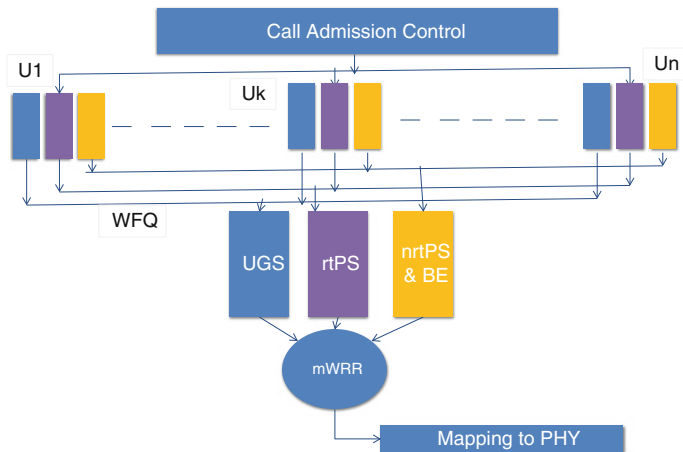 Call Admission Control
U1
Uk
Un
WFQ
UGS
rtPS
nrtPS
& BE
mWRR
Mapping to PHY